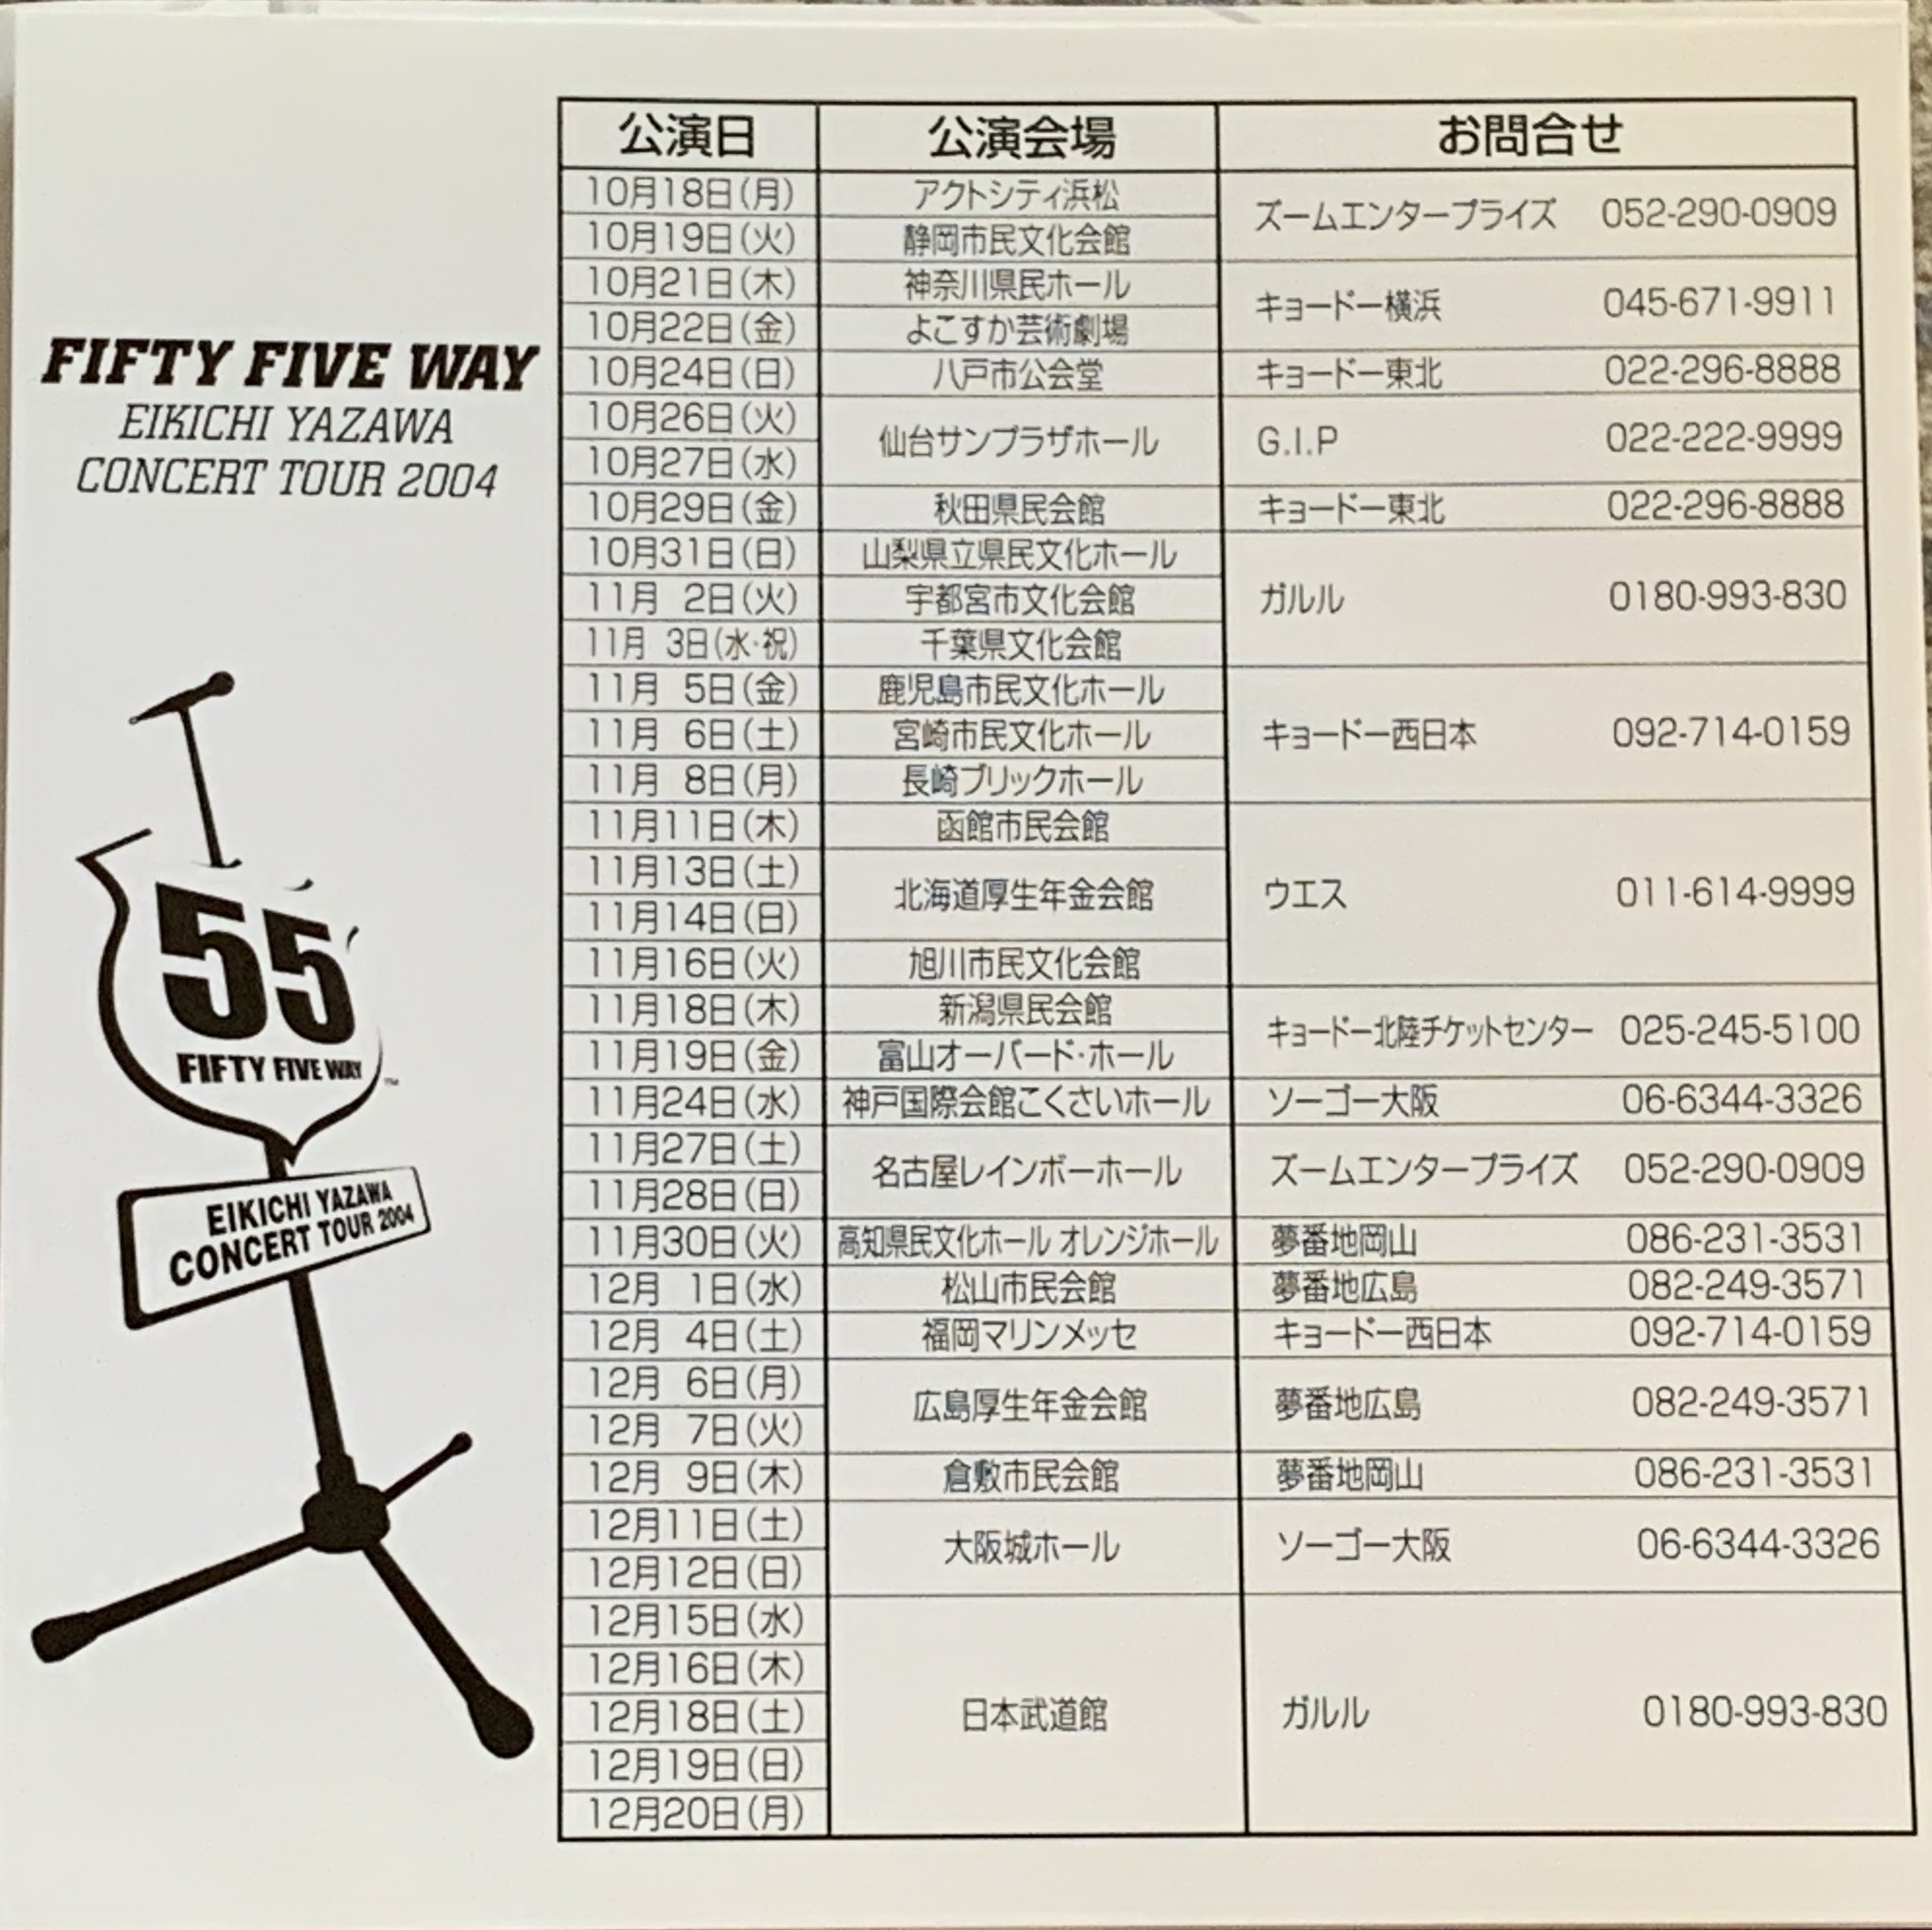 FIFTY FIVE WAY
EIKICHI YAZAWA
CONCERT TOUR 2004
55
FIFTY FIVE WAY
TM
EIKICHI YAZAWA
CONCERT TOUR 2004
公演日 公演会場 お問合せ
10月18日(月) アクトシティ浜松 ズームエンタープライズ 052-290-0909
10月19日(火) 静岡市民文化会館
10月21日(木) 神奈川県民ホール キョードー横浜 045-671-9911
10月22日(金) よこすか芸術劇場
10月24日(日) 八戸市公会堂 キョードー東北 022-296-8888
10月26日(火) 仙台サンプラザホール G.I.P 022-222-9999
10月27日(水)
10月29日(金) 秋田県民会館 キョードー東北 022-296-8888
10月31日(日) 山梨県立県民文化ホール ガルル 0180-993-830
11月 2日(火) 宇都宮市文化会館
11月 3日(水・祝) 千葉県文化会館
11月 5日(金) 鹿児島市民文化ホール キョードー西日本 092-714-0159
11月 6日(土) 宮崎市民文化ホール
11月 8日(月) 長崎ブリックホール
11月11日(木) 函館市民会館 ウエス 011-614-9999
11月13日(土) 北海道厚生年金会館
11月14日(日)
11月16日(火) 旭川市民文化会館
11月18日(木) 新潟県民会館 キョードー北陸チケットセンター 025-245-5100
11月19日(金) 富山オーバード・ホール
11月24日(水) 神戸国際会館こくさいホール ソーゴー大阪 06-6344-3326
11月27日(土) 名古屋レインボーホール ズームエンタープライズ 052-290-0909
11月28日(日)
11月30日(火) 高知県民文化ホール オレンジホール 夢番地岡山 086-231-3531
12月 1日(水) 松山市民会館 夢番地広島 082-249-3571
12月 4日(土) 福岡マリンメッセ キョードー西日本 092-714-0159
12月 6日(月) 広島厚生年金会館 夢番地広島 082-249-3571
12月 7日(火)
12月 9日(木) 倉敷市民会館 夢番地岡山 086-231-3531
12月11日(土) 大阪城ホール ソーゴー大阪 06-6344-3326
12月12日(日)
12月15日(水) 日本武道館 ガルル 0180-993-830
12月16日(木)
12月18日(土)
12月19日(日)
12月20日(月)